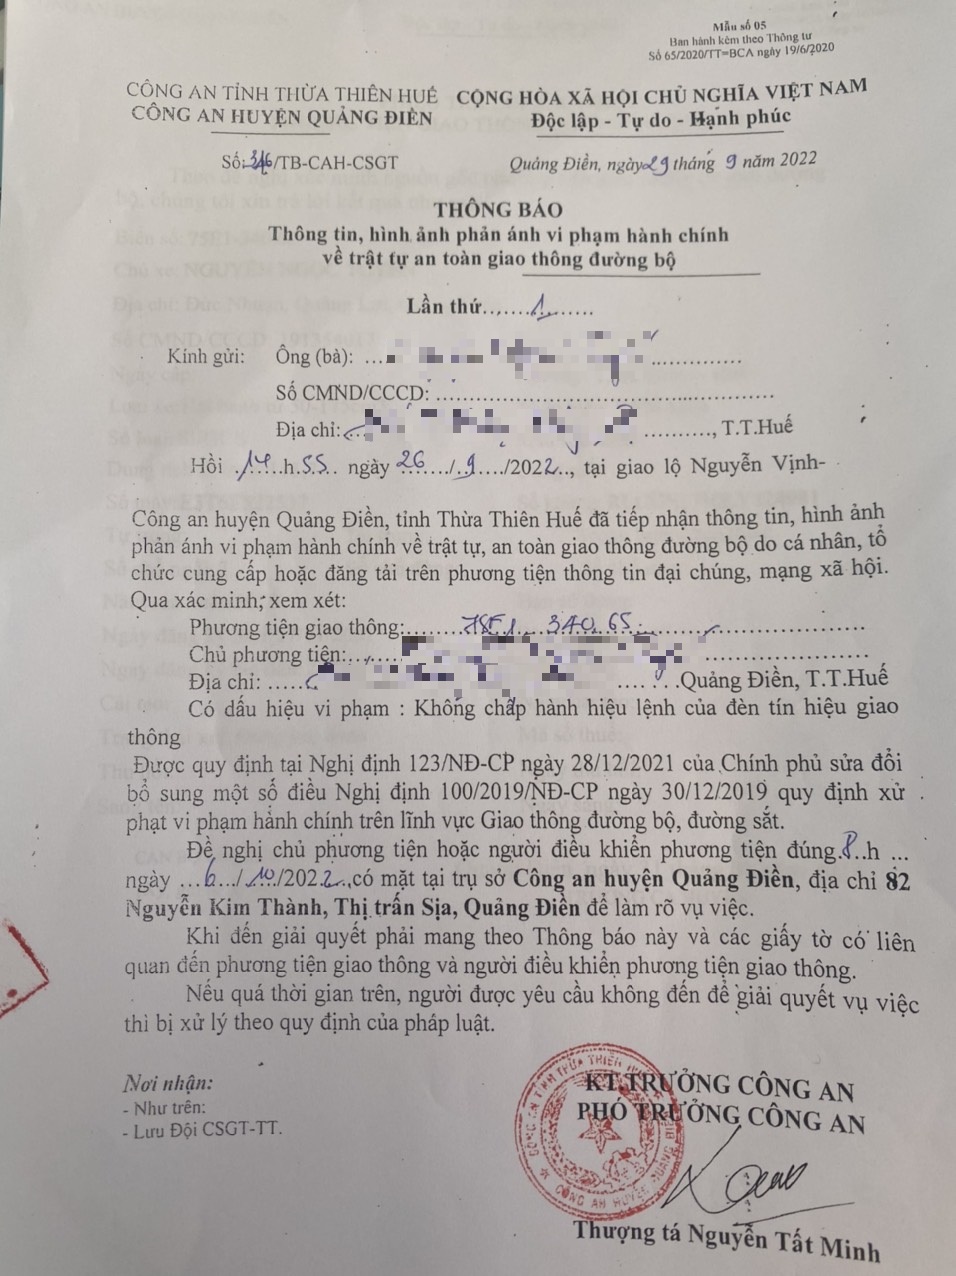 Mẫu số 05
Ban hành kèm theo Thông tư
Số 65/2020/TT=BCA ngày 19/6/2020
CÔNG AN TỈNH THỪA THIÊN HUẾ CỘNG HÒA XÃ HỘI CHỦ NGHĨA VIỆT NAM
CÔNG AN HUYỆN QUẢNG ĐIỀN Độc lập - Tự do - Hạnh phúc
Số:346/TB-CAH-CSGT Quảng Điền, ngày 29 tháng 9 năm 2022
THÔNG BÁO
Thông tin, hình ảnh phản ánh vi phạm hành chính
về trật tự an toàn giao thông đường bộ
Lần thứ.......1..........
Kính gửi: Ông (bà): ...
Số CMND/CCCD: ............................................................
Địa chỉ: ..........., T.T.Huế
Hồi .14.h.55.. ngày 26/.9..../2022.., tại giao lộ Nguyễn Vịnh-
Công an huyện Quảng Điền, tỉnh Thừa Thiên Huế đã tiếp nhận thông tin, hình ảnh
phản ánh vi phạm hành chính về trật tự, an toàn giao thông đường bộ do cá nhân, tổ
chức cung cấp hoặc đăng tải trên phương tiện thông tin đại chúng, mạng xã hội.
Qua xác minh, xem xét:
Phương tiện giao thông:........75E1...340.65...........................
Chủ phương tiện:........ .......................
Địa chỉ: ..... .......Quảng Điền, T.T.Huế
Có dấu hiệu vi phạm : Không chấp hành hiệu lệnh của đèn tín hiệu giao
thông
Được quy định tại Nghị định 123/NĐ-CP ngày 28/12/2021 của Chính phủ sửa đổi
bổ sung một số điều Nghị định 100/2019/NĐ-CP ngày 30/12/2019 quy định xử
phạt vi phạm hành chính trên lĩnh vực Giao thông đường bộ, đường sắt.
Đề nghị chủ phương tiện hoặc người điều khiển phương tiện đúng.8..h ...
ngày ...6.../.10.../2022.,có mặt tại trụ sở Công an huyện Quảng Điền, địa chỉ 82
Nguyễn Kim Thành, Thị trấn Sịa, Quảng Điền để làm rõ vụ việc.
Khi đến giải quyết phải mang theo Thông báo này và các giấy tờ có liên
quan đến phương tiện giao thông và người điều khiển phương tiện giao thông.
Nếu quá thời gian trên, người được yêu cầu không đến để giải quyết vụ việc
thì bị xử lý theo quy định của pháp luật.
Nơi nhận:
- Như trên:
- Lưu Đội CSGT-TT.
KT.TRƯỞNG CÔNG AN
PHÓ TRƯỞNG CÔNG AN
Thượng tá Nguyễn Tất Minh